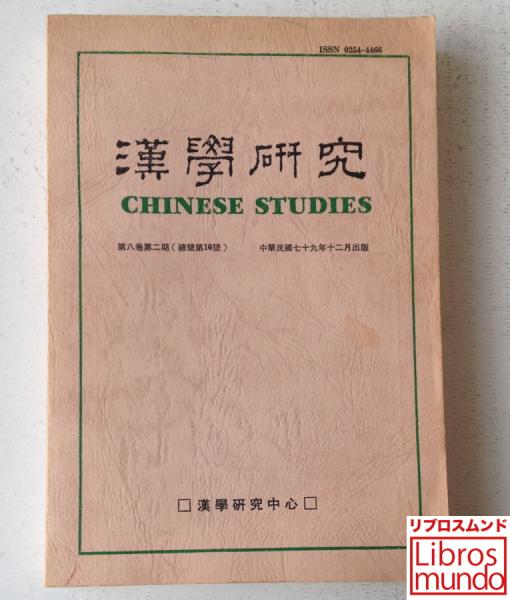 ISSN 0254-4466
漢學研究
CHINESE STUDIES
第八卷第二期(總號第16號) 中華民國七十九年十二月出版
□漢學研究中心□
リブロスムンド
Libros
mundo